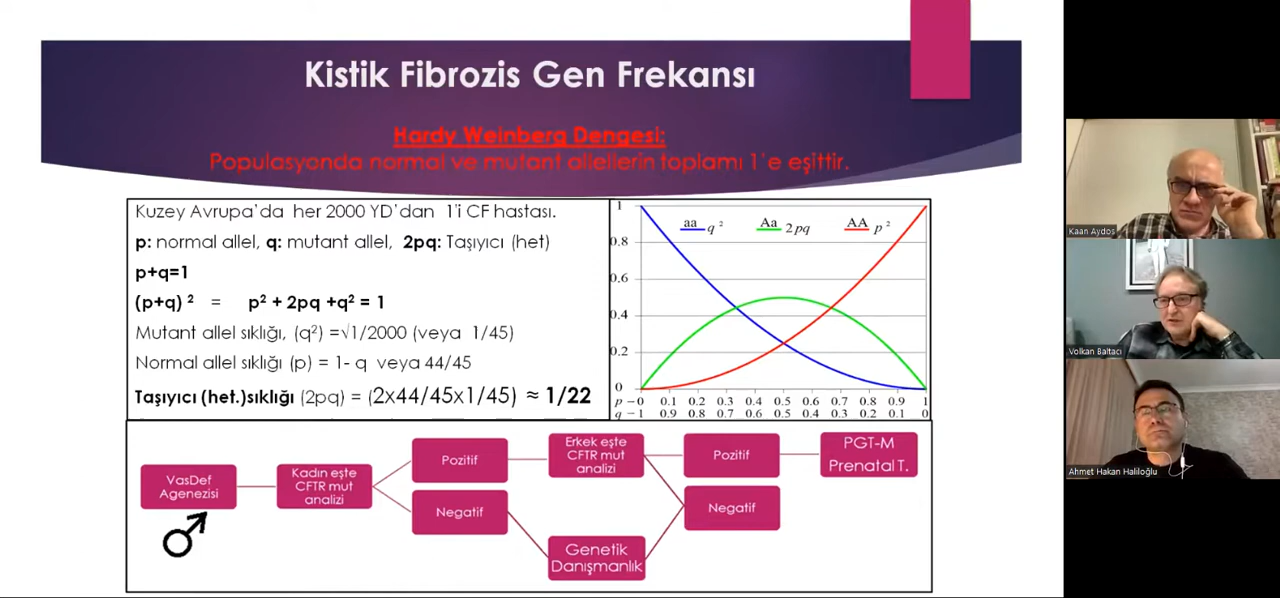 Kistik Fibrozis Gen Frekansı
Hardy Weinberg Dengesi:
Populasyonda normal ve mutant allellerin toplamı 1'e eşittir.
Kuzey Avrupa'da her 2000 YD'dan 1'i CF hastası.
p: normal allel, q: mutant allel, 2pq: Taşıyıcı (het)
p+q=1
(p+q) ² = p² + 2pq +q² = 1
Mutant allel sıklığı, (q²) =√1/2000 (veya 1/45)
Normal allel sıklığı (p) = 1- q veya 44/45
Taşıyıcı (het.)sıklığı (2pq) = (2x44/45x1/45) ≈ 1/22
1
0.8
0.6
0.4
0.2
0
aa q²
Aa 2pq
AA p²
p –0 0.1 0.2 0.3 0.4 0.5 0.6 0.7 0.8 0.9 1
q –1 0.9 0.8 0.7 0.6 0.5 0.4 0.3 0.2 0.1 0
VasDef
Agenezisi
Kadın eşte
CFTR mut
analizi
Pozitif
Negatif
Erkek eşte
CFTR mut
analizi
Genetik
Danışmanlık
Pozitif
Negatif
PGT-M
Prenatal T.
Kaan Aydos
Volkan Baltacı
Ahmet Hakan Haliloğlu